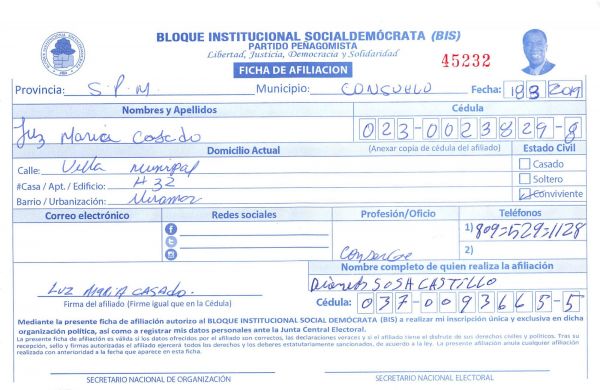 BLOQUE INSTITUCIONAL SOCIALDEMÓCRATA (BIS)
PARTIDO PEÑAGOMISTA
Libertad, Justicia, Democracia y Solidaridad
45232
FICHA DE AFILIACION
Provincia: S.P.M Municipio: CONSUELO Fecha: 18 3 2019
Nombres y Apellidos Cédula
Luz Maria Casado 023-0023829-8
Domicilio Actual (Anexar copia de cédula del afiliado) Estado Civil
Calle: Villa municipal Casado
#Casa / Apt. / Edificio: # 32 Soltero
Barrio / Urbanización: Miramar Conviviente
Correo electrónico Redes sociales Profesión/Oficio Teléfonos
1) 809-529-1128
Conserge 2)
Nombre completo de quien realiza la afiliación
SOSA CASTILLO
LUZ MARIA CASADO.
Firma del afiliado (Firme igual que en la Cédula) Cédula: 037-0093665-5
Mediante la presente ficha de afiliación autorizo al BLOQUE INSTITUCIONAL SOCIAL DEMÓCRATA (BIS) a realizar mi inscripción única y exclusiva en dicha
organización política, así como a registrar mis datos personales ante la Junta Central Electoral.
La presente ficha de afiliación es válida si los datos ofrecidos por el afiliado son correctos, las declaraciones veraces y si el afiliado tiene el disfrute de sus derechos civiles y políticos. Tras su
recepción, sello y firmas autorizadas el afiliado ejercerá todos los derechos y los deberes estatutariamente sancionados, de acuerdo a la ley. La presente afiliación anula cualquier afiliación
realizada con anterioridad a la fecha que aparece en esta ficha.
SECRETARIO NACIONAL DE ORGANIZACIÓN SECRETARIO NACIONAL ELECTORAL